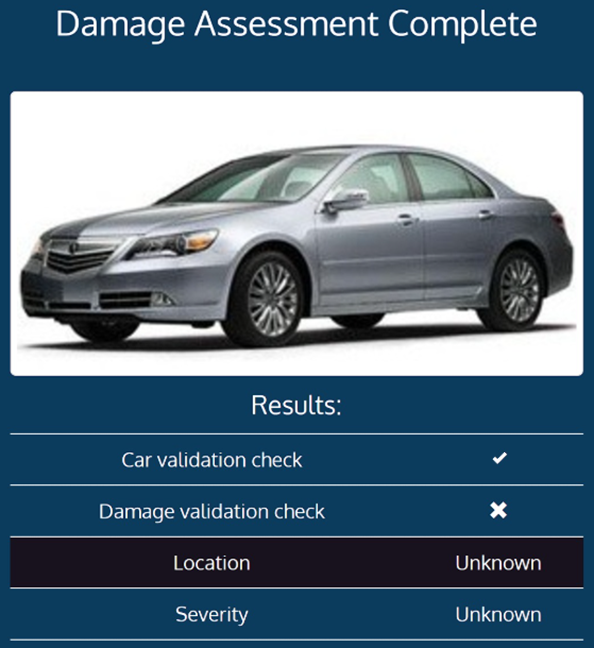 Damage Assessment Complete
Results:
Car validation check ✔
Damage validation check ✖
Location Unknown
Severity Unknown